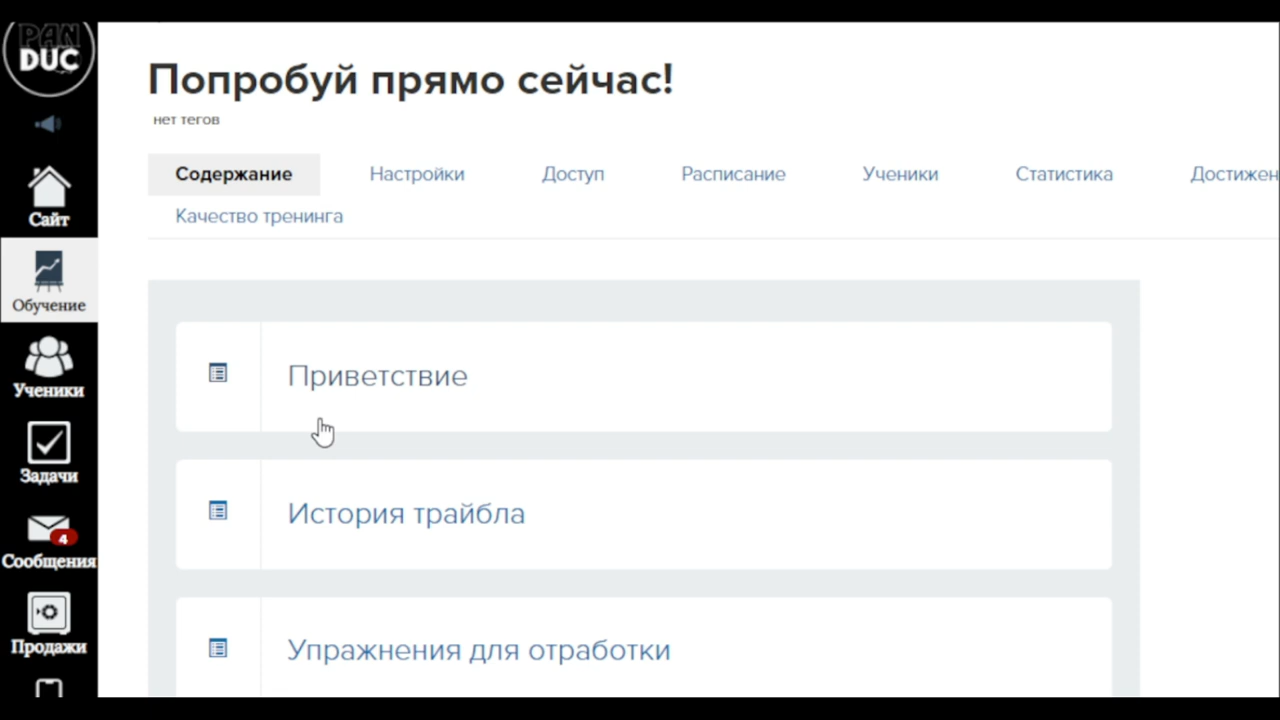 PAN
DUC
Сайт
Обучение
Ученики
Задачи
4
Сообщения
Продажи
Попробуй прямо сейчас!
нет тегов
Содержание Настройки Доступ Расписание Ученики Статистика Достижен
Качество тренинга
Приветствие
История трайбла
Упражнения для отработки